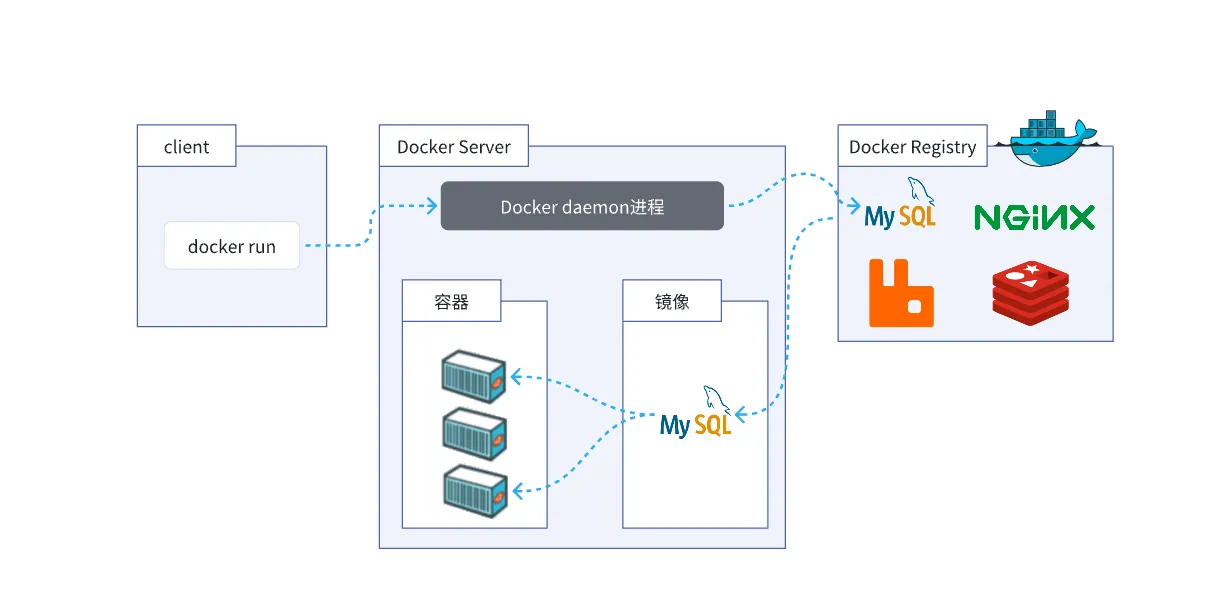 client
Docker Server
Docker Registry
docker run
Docker daemon进程
MySQL
NGINX
容器
镜像
MySQL